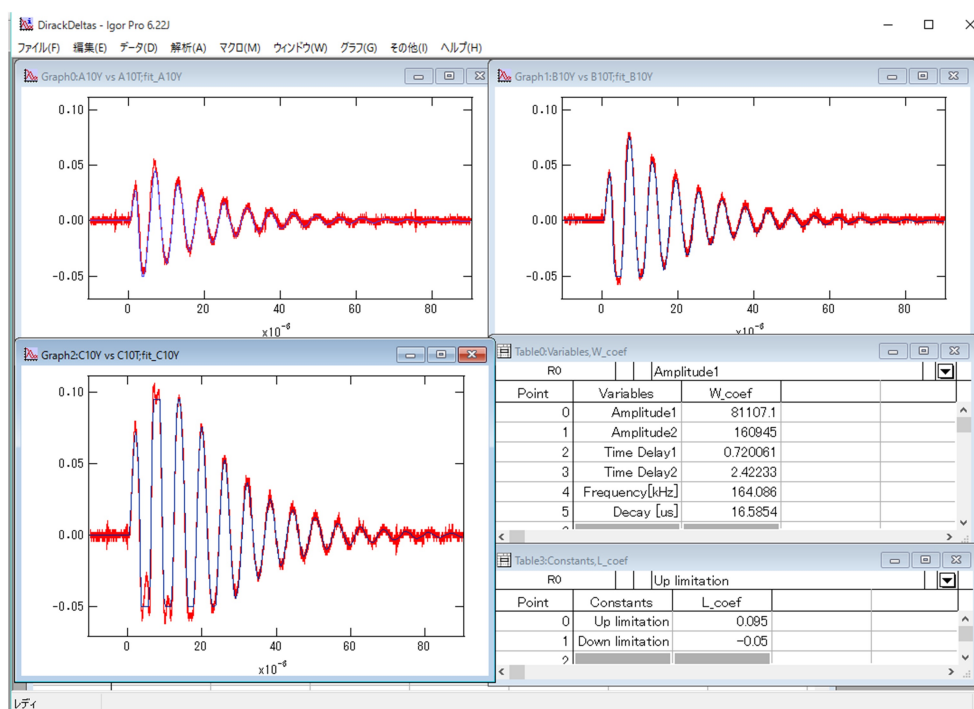 DirackDeltas - Igor Pro 6.22J
ファイル(F) 編集(E) データ(D) 解析(A) マクロ(M) ウィンドウ(W) グラフ(G) その他(I) ヘルプ(H)
Graph0:A10Y vs A10T;fit_A10Y
0.10
0.05
0.00
-0.05
0 20 40 60 80
x10-6
Graph1:B10Y vs B10T;fit_B10Y
0.10
0.05
0.00
-0.05
0 20 40 60 80
x10-6
Graph2:C10Y vs C10T;fit_C10Y
0.10
0.05
0.00
-0.05
0 20 40 60 80
x10-6
Table0:Variables,W_coef
R0 Amplitude1
Point Variables W_coef
0 Amplitude1 81107.1
1 Amplitude2 160945
2 Time Delay1 0.720061
3 Time Delay2 2.42233
4 Frequency[kHz] 164.086
5 Decay [us] 16.5854
Table3:Constants,L_coef
R0 Up limitation
Point Constants L_coef
0 Up limitation 0.095
1 Down limitation -0.05
2
レディ